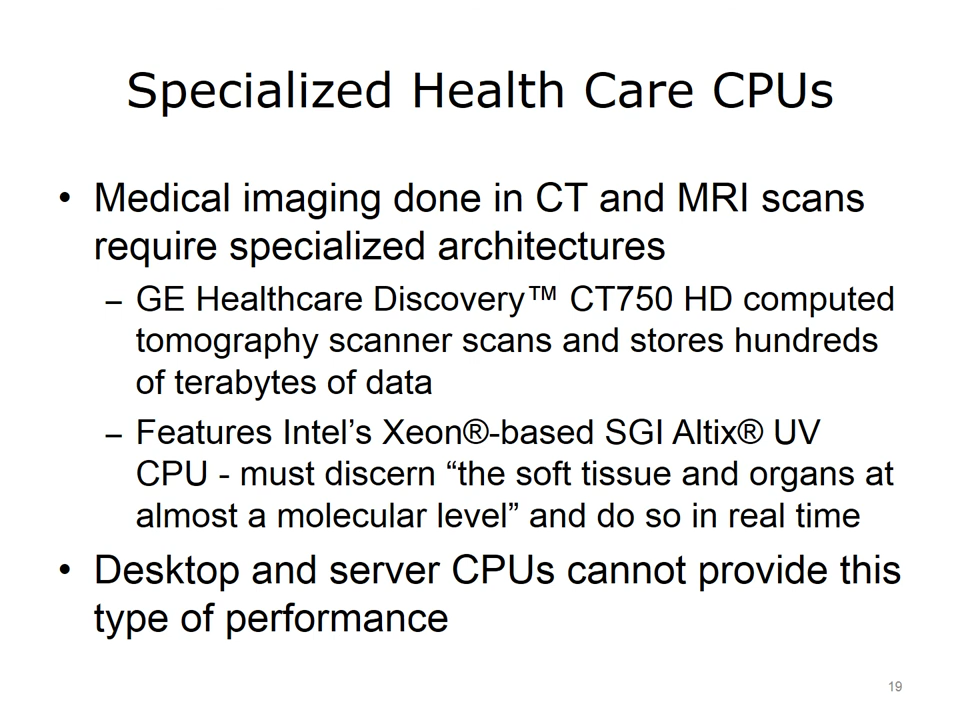 Specialized Health Care CPUs
• Medical imaging done in CT and MRI scans
require specialized architectures
– GE Healthcare Discovery™ CT750 HD computed
tomography scanner scans and stores hundreds
of terabytes of data
– Features Intel’s Xeon®-based SGI Altix® UV
CPU - must discern “the soft tissue and organs at
almost a molecular level” and do so in real time
• Desktop and server CPUs cannot provide this
type of performance
19